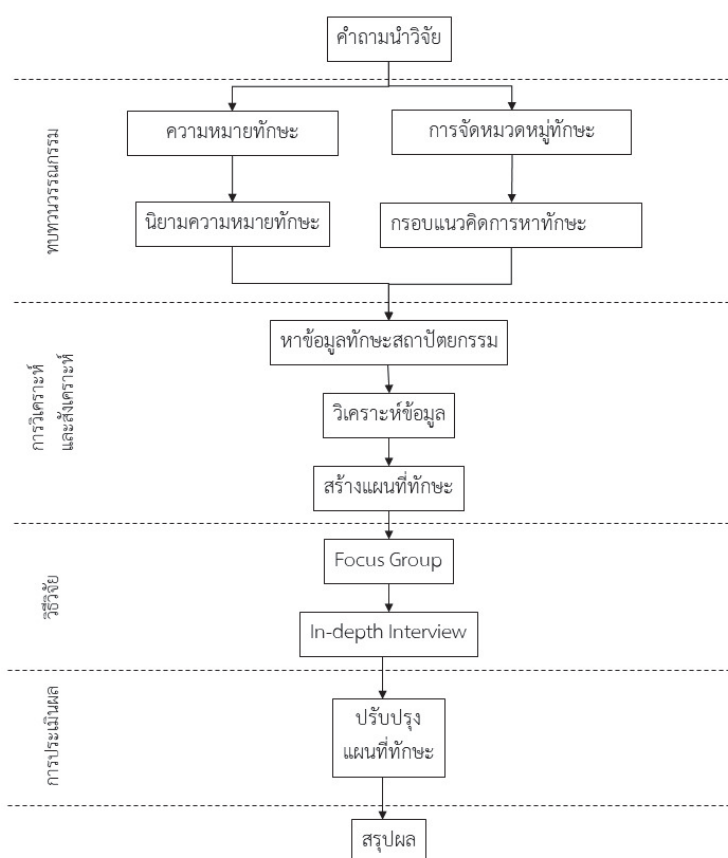 คำถามนำวิจัย
ทบทวนวรรณกรรม
ความหมายทักษะ
การจัดหมวดหมู่ทักษะ
นิยามความหมายทักษะ
กรอบแนวคิดการหาทักษะ
การวิเคราะห์
และสังเคราะห์
หาข้อมูลทักษะสถาปัตยกรรม
วิเคราะห์ข้อมูล
สร้างแผนที่ทักษะ
วิธีวิจัย
Focus Group
In-depth Interview
การประเมินผล
ปรับปรุง
แผนที่ทักษะ
สรุปผล